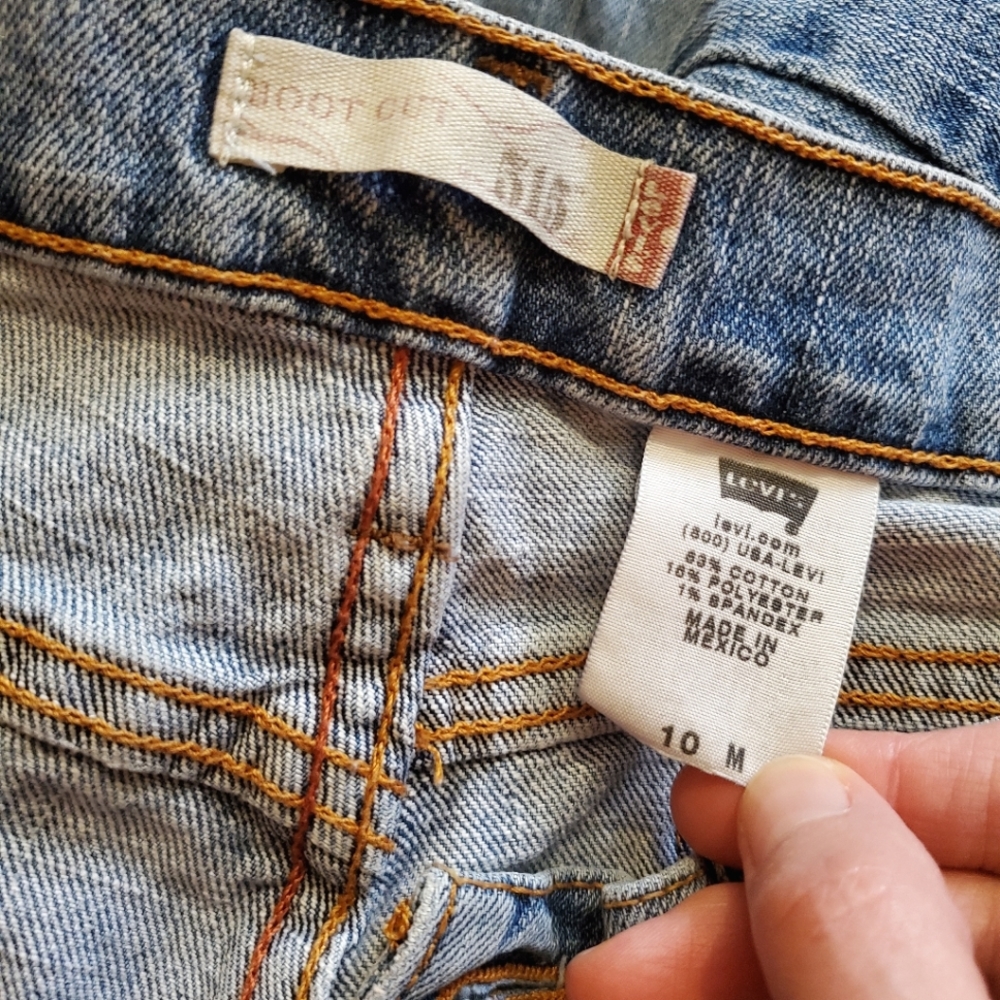 BOOT CUT
515
LEVI'S
levi.com
(800) USA-LEVI
83% COTTON
16% POLYESTER
1% SPANDEX
MADE IN
MEXICO
10 M